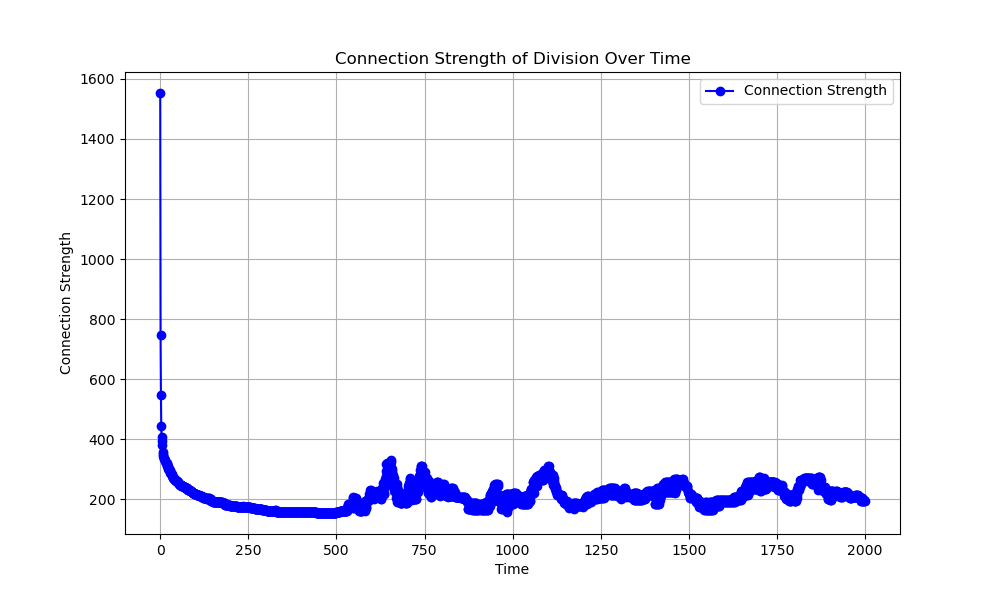 Connection Strength of Division Over Time
Connection Strength
1600
1400
1200
1000
800
600
400
200
Connection Strength
0 250 500 750 1000 1250 1500 1750 2000
Time